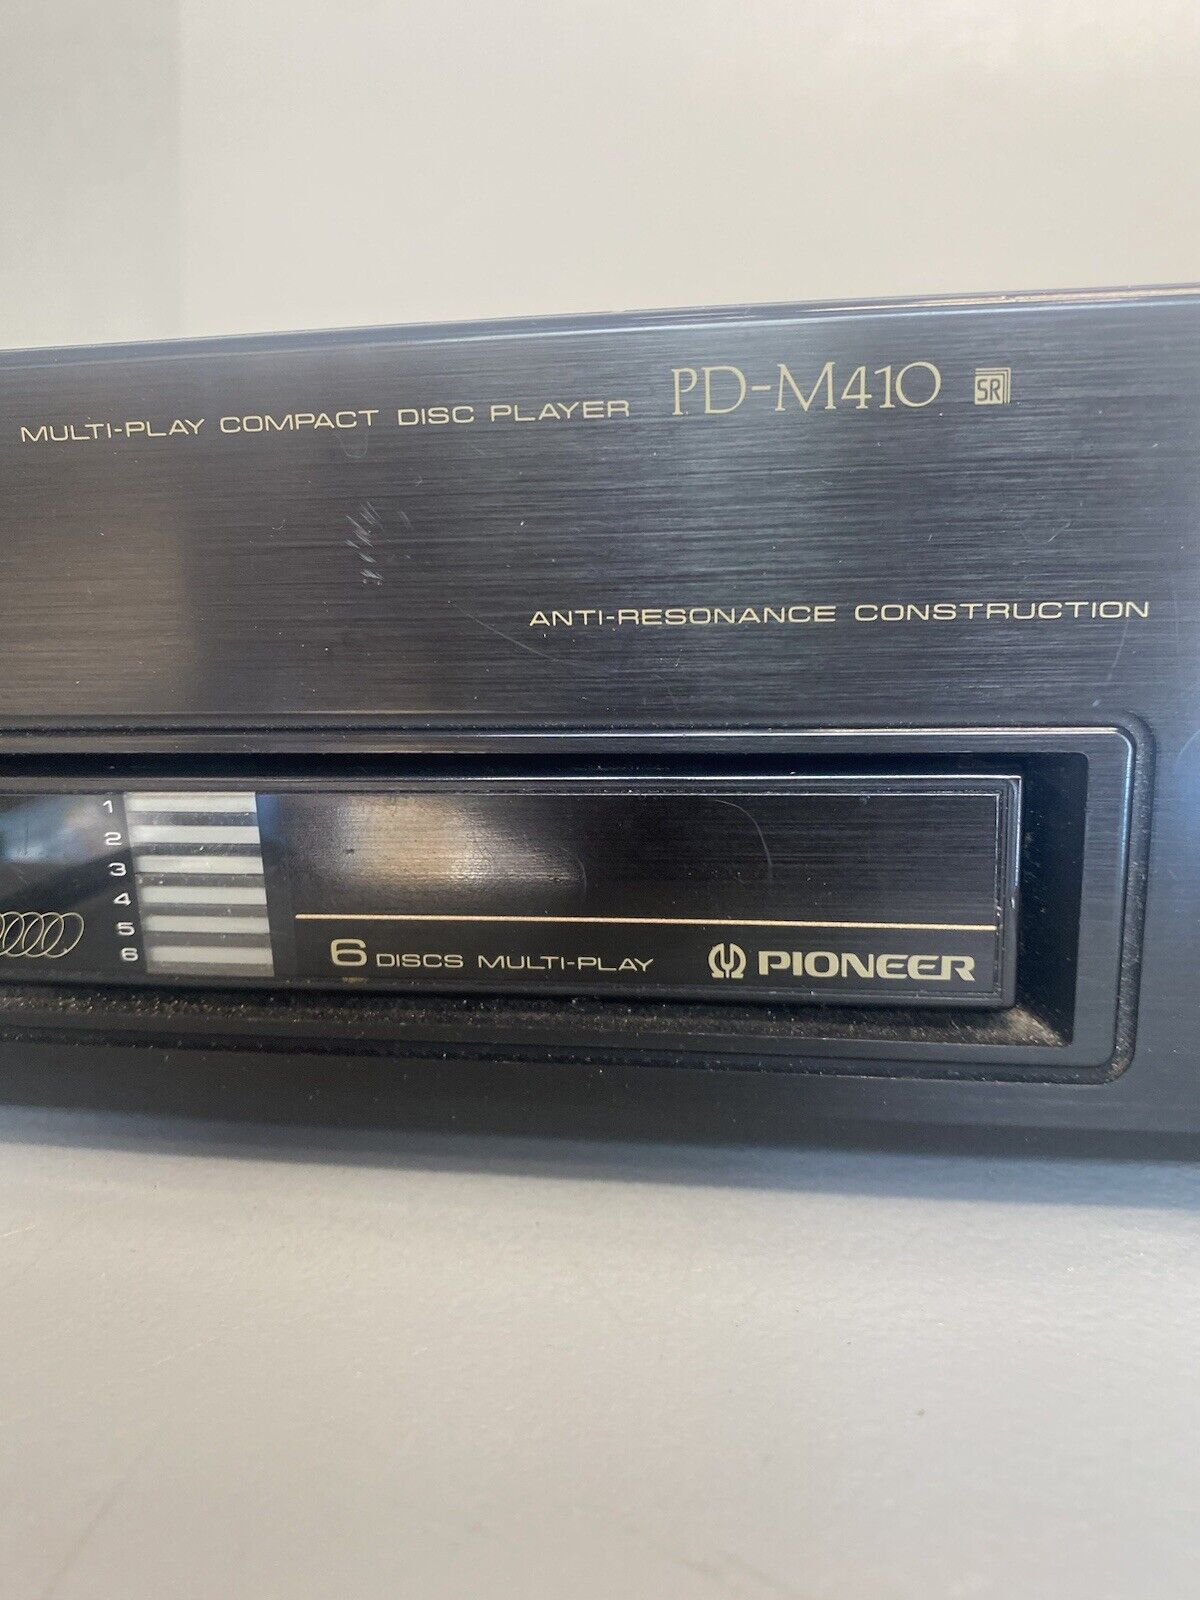 MULTI-PLAY COMPACT DISC PLAYER PD-M410 SR
ANTI-RESONANCE CONSTRUCTION
1
2
3
4
5
6
6 DISCS MULTI-PLAY PIONEER